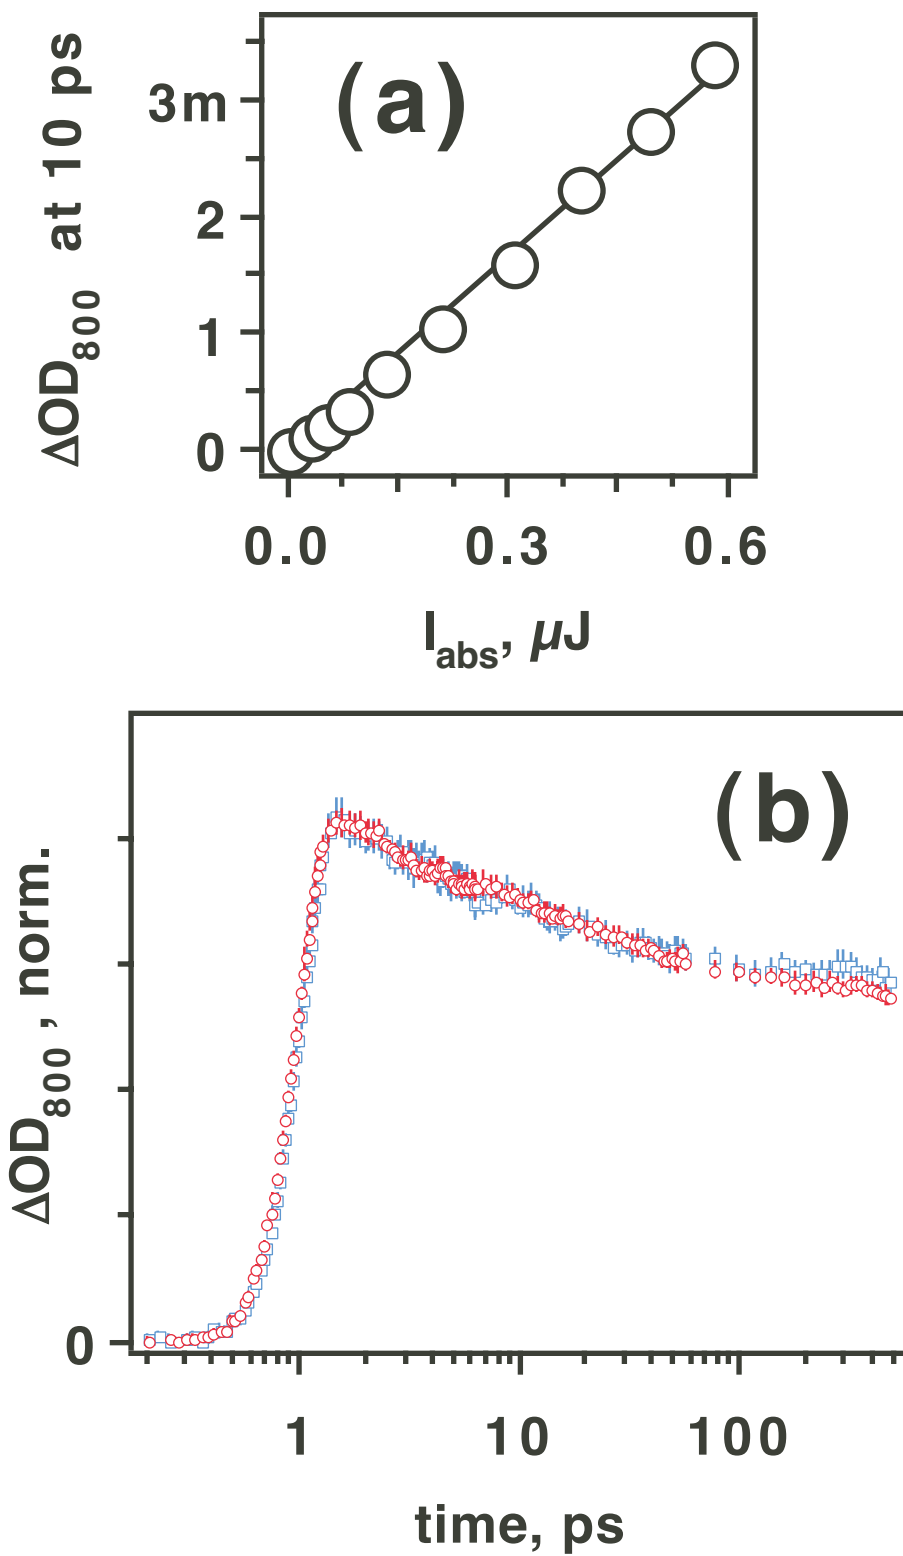 (a)
ΔOD800 at 10 ps
3m
2
1
0
0.0 0.3 0.6
Iabs, μJ
(b)
ΔOD800, norm.
0
1 10 100
time, ps